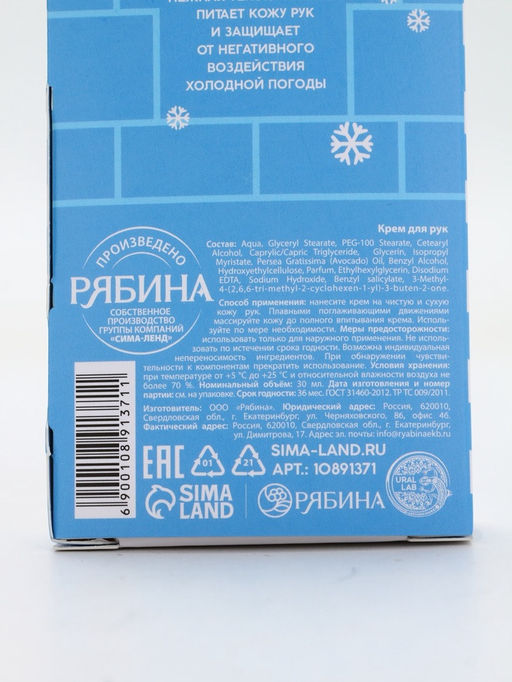 ПИТАЕТ КОЖУ РУК
И ЗАЩИЩАЕТ
ОТ НЕГАТИВНОГО
ВОЗДЕЙСТВИЯ
ХОЛОДНОЙ ПОГОДЫ
Крем для рук
Состав: Aqua, Glyceryl Stearate, PEG-100 Stearate, Cetearyl
Alcohol, Caprylic/Capric Triglyceride, Glycerin, Isopropyl
Myristate, Persea Gratissima (Avocado) Oil, Benzyl Alcohol,
Hydroxyethylcellulose, Parfum, Ethylhexylglycerin, Disodium
EDTA, Sodium Hydroxide, Benzyl salicylate, 3-Methyl-
4-(2,6,6-tri-methyl-2-cyclohexen-1-yl)-3-buten-2-one.
Способ применения: нанесите крем на чистую и сухую
кожу рук. Плавными поглаживающими движениями
массируйте кожу до полного впитывания крема. Исполь-
зуйте по мере необходимости. Меры предосторожности:
использовать только для наружного применения. Не исполь-
зовать по истечении срока годности. Возможна индивидуальная
непереносимость ингредиентов. При обнаружении чувстви-
тельности к компонентам прекратить использование. Условия хранения:
при температуре от +5 °С до +25 °С и относительной влажности воздуха не
более 70 %. Номинальный объём: 30 мл. Дата изготовления и номер
партии: см. на упаковке. Срок годности: 36 мес. ГОСТ 31460-2012. ТР ТС 009/2011.
Изготовитель: ООО «Рябина». Юридический адрес: Россия, 620010,
Свердловская обл., г. Екатеринбург, ул. Черняховского, 86, офис 46.
Фактический адрес: Россия, 620010, Свердловская обл., г. Екатеринбург,
ул. Димитрова, 17. Адрес эл. почты: info@ryabinaekb.ru
ПРОИЗВЕДЕНО
РЯБИНА
СОБСТВЕННОЕ
ПРОИЗВОДСТВО
ГРУППЫ КОМПАНИЙ
«СИМА-ЛЕНД»
6 900108 913711
EAC
01
21
SIMA-LAND.RU
АРТ.: 10891371
SIMA
LAND
РЯБИНА
URAL
LAB